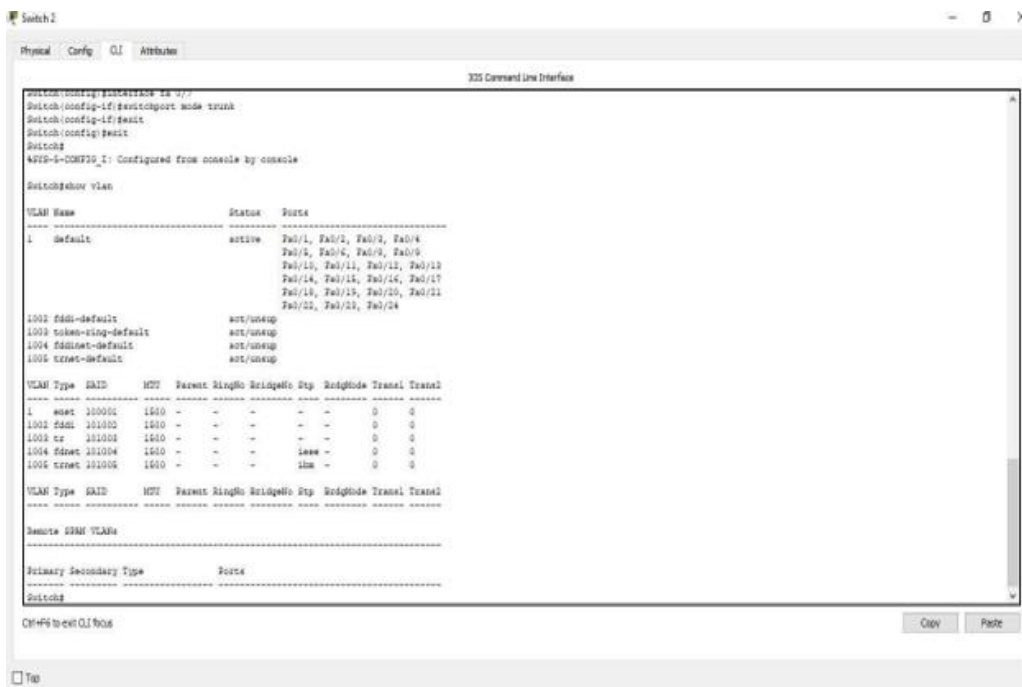 Switch 2
Physical Config CLI Attributes
IOS Command Line Interface
Switch(config)#interface fa 0/7
Switch(config-if)#switchport mode trunk
Switch(config-if)#exit
Switch(config)#exit
Switch#
%SYS-5-CONFIG_I: Configured from console by console
Switch#show vlan
VLAN Name Status Ports
---- -------------------------------- --------- -------------------------------
1 default active Fa0/1, Fa0/2, Fa0/3, Fa0/4
Fa0/5, Fa0/6, Fa0/8, Fa0/9
Fa0/10, Fa0/11, Fa0/12, Fa0/13
Fa0/14, Fa0/15, Fa0/16, Fa0/17
Fa0/18, Fa0/19, Fa0/20, Fa0/21
Fa0/22, Fa0/23, Fa0/24
1002 fddi-default act/unsup
1003 token-ring-default act/unsup
1004 fddinet-default act/unsup
1005 trnet-default act/unsup
VLAN Type SAID MTU Parent RingNo BridgeNo Stp BrdgMode Trans1 Trans2
---- ----- ---------- ----- ------ ------ -------- ---- -------- ------ ------
1 enet 100001 1500 - - - - - 0 0
1002 fddi 101002 1500 - - - - - 0 0
1003 tr 101003 1500 - - - - - 0 0
1004 fdnet 101004 1500 - - - ieee - 0 0
1005 trnet 101005 1500 - - - ibm - 0 0
VLAN Type SAID MTU Parent RingNo BridgeNo Stp BrdgMode Trans1 Trans2
---- ----- ---------- ----- ------ ------ -------- ---- -------- ------ ------
Remote SPAN VLANs
------------------------------------------------------------------------------
Primary Secondary Type Ports
------- --------- ----------------- ------------------------------------------
Switch#
Ctrl+F6 to exit CLI focus
Copy Paste
Top